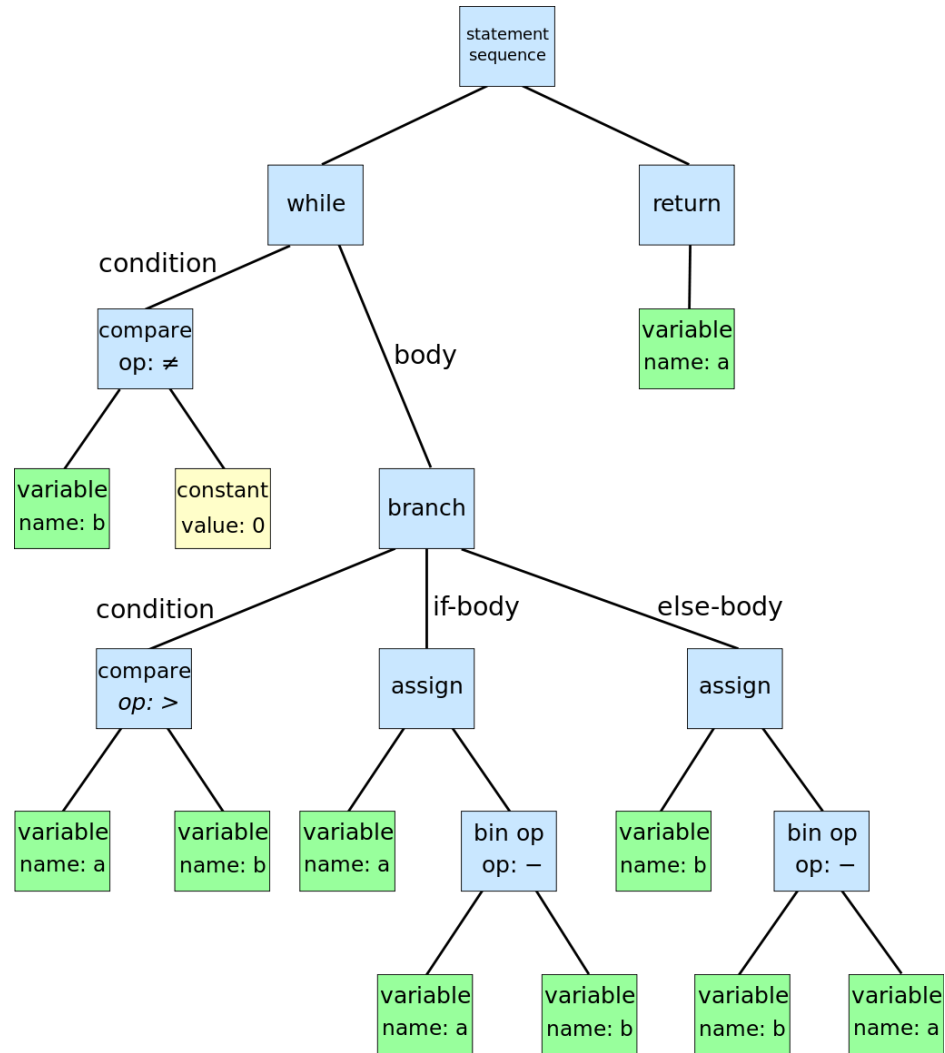 statement
sequence
while
return
condition
compare
op: ≠
body
variable
name: a
variable
name: b
constant
value: 0
branch
condition
if-body
else-body
compare
op: >
assign
assign
variable
name: a
variable
name: b
variable
name: a
bin op
op: −
variable
name: b
bin op
op: −
variable
name: a
variable
name: b
variable
name: b
variable
name: a